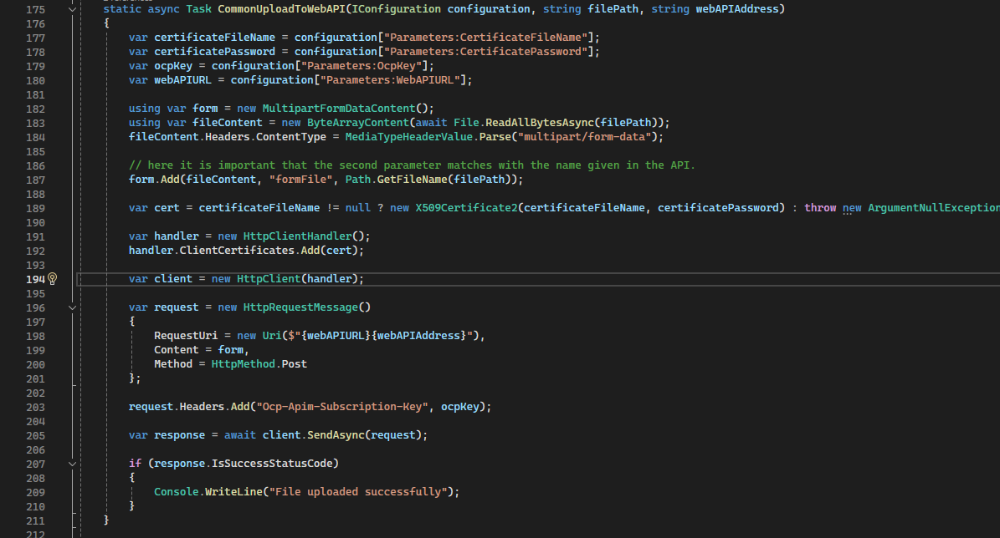 175 static async Task CommonUploadToWebAPI(IConfiguration configuration, string filePath, string webAPIAddress)
176 {
177 var certificateFileName = configuration["Parameters:CertificateFileName"];
178 var certificatePassword = configuration["Parameters:CertificatePassword"];
179 var ocpKey = configuration["Parameters:OcpKey"];
180 var webAPIURL = configuration["Parameters:WebAPIURL"];
181
182 using var form = new MultipartFormDataContent();
183 using var fileContent = new ByteArrayContent(await File.ReadAllBytesAsync(filePath));
184 fileContent.Headers.ContentType = MediaTypeHeaderValue.Parse("multipart/form-data");
185
186 // here it is important that the second parameter matches with the name given in the API.
187 form.Add(fileContent, "formFile", Path.GetFileName(filePath));
188
189 var cert = certificateFileName != null ? new X509Certificate2(certificateFileName, certificatePassword) : throw new ArgumentNullException
190
191 var handler = new HttpClientHandler();
192 handler.ClientCertificates.Add(cert);
193
194 var client = new HttpClient(handler);
195
196 var request = new HttpRequestMessage()
197 {
198 RequestUri = new Uri($"{webAPIURL}{webAPIAddress}"),
199 Content = form,
200 Method = HttpMethod.Post
201 };
202
203 request.Headers.Add("Ocp-Apim-Subscription-Key", ocpKey);
204
205 var response = await client.SendAsync(request);
206
207 if (response.IsSuccessStatusCode)
208 {
209 Console.WriteLine("File uploaded successfully");
210 }
211 }
212